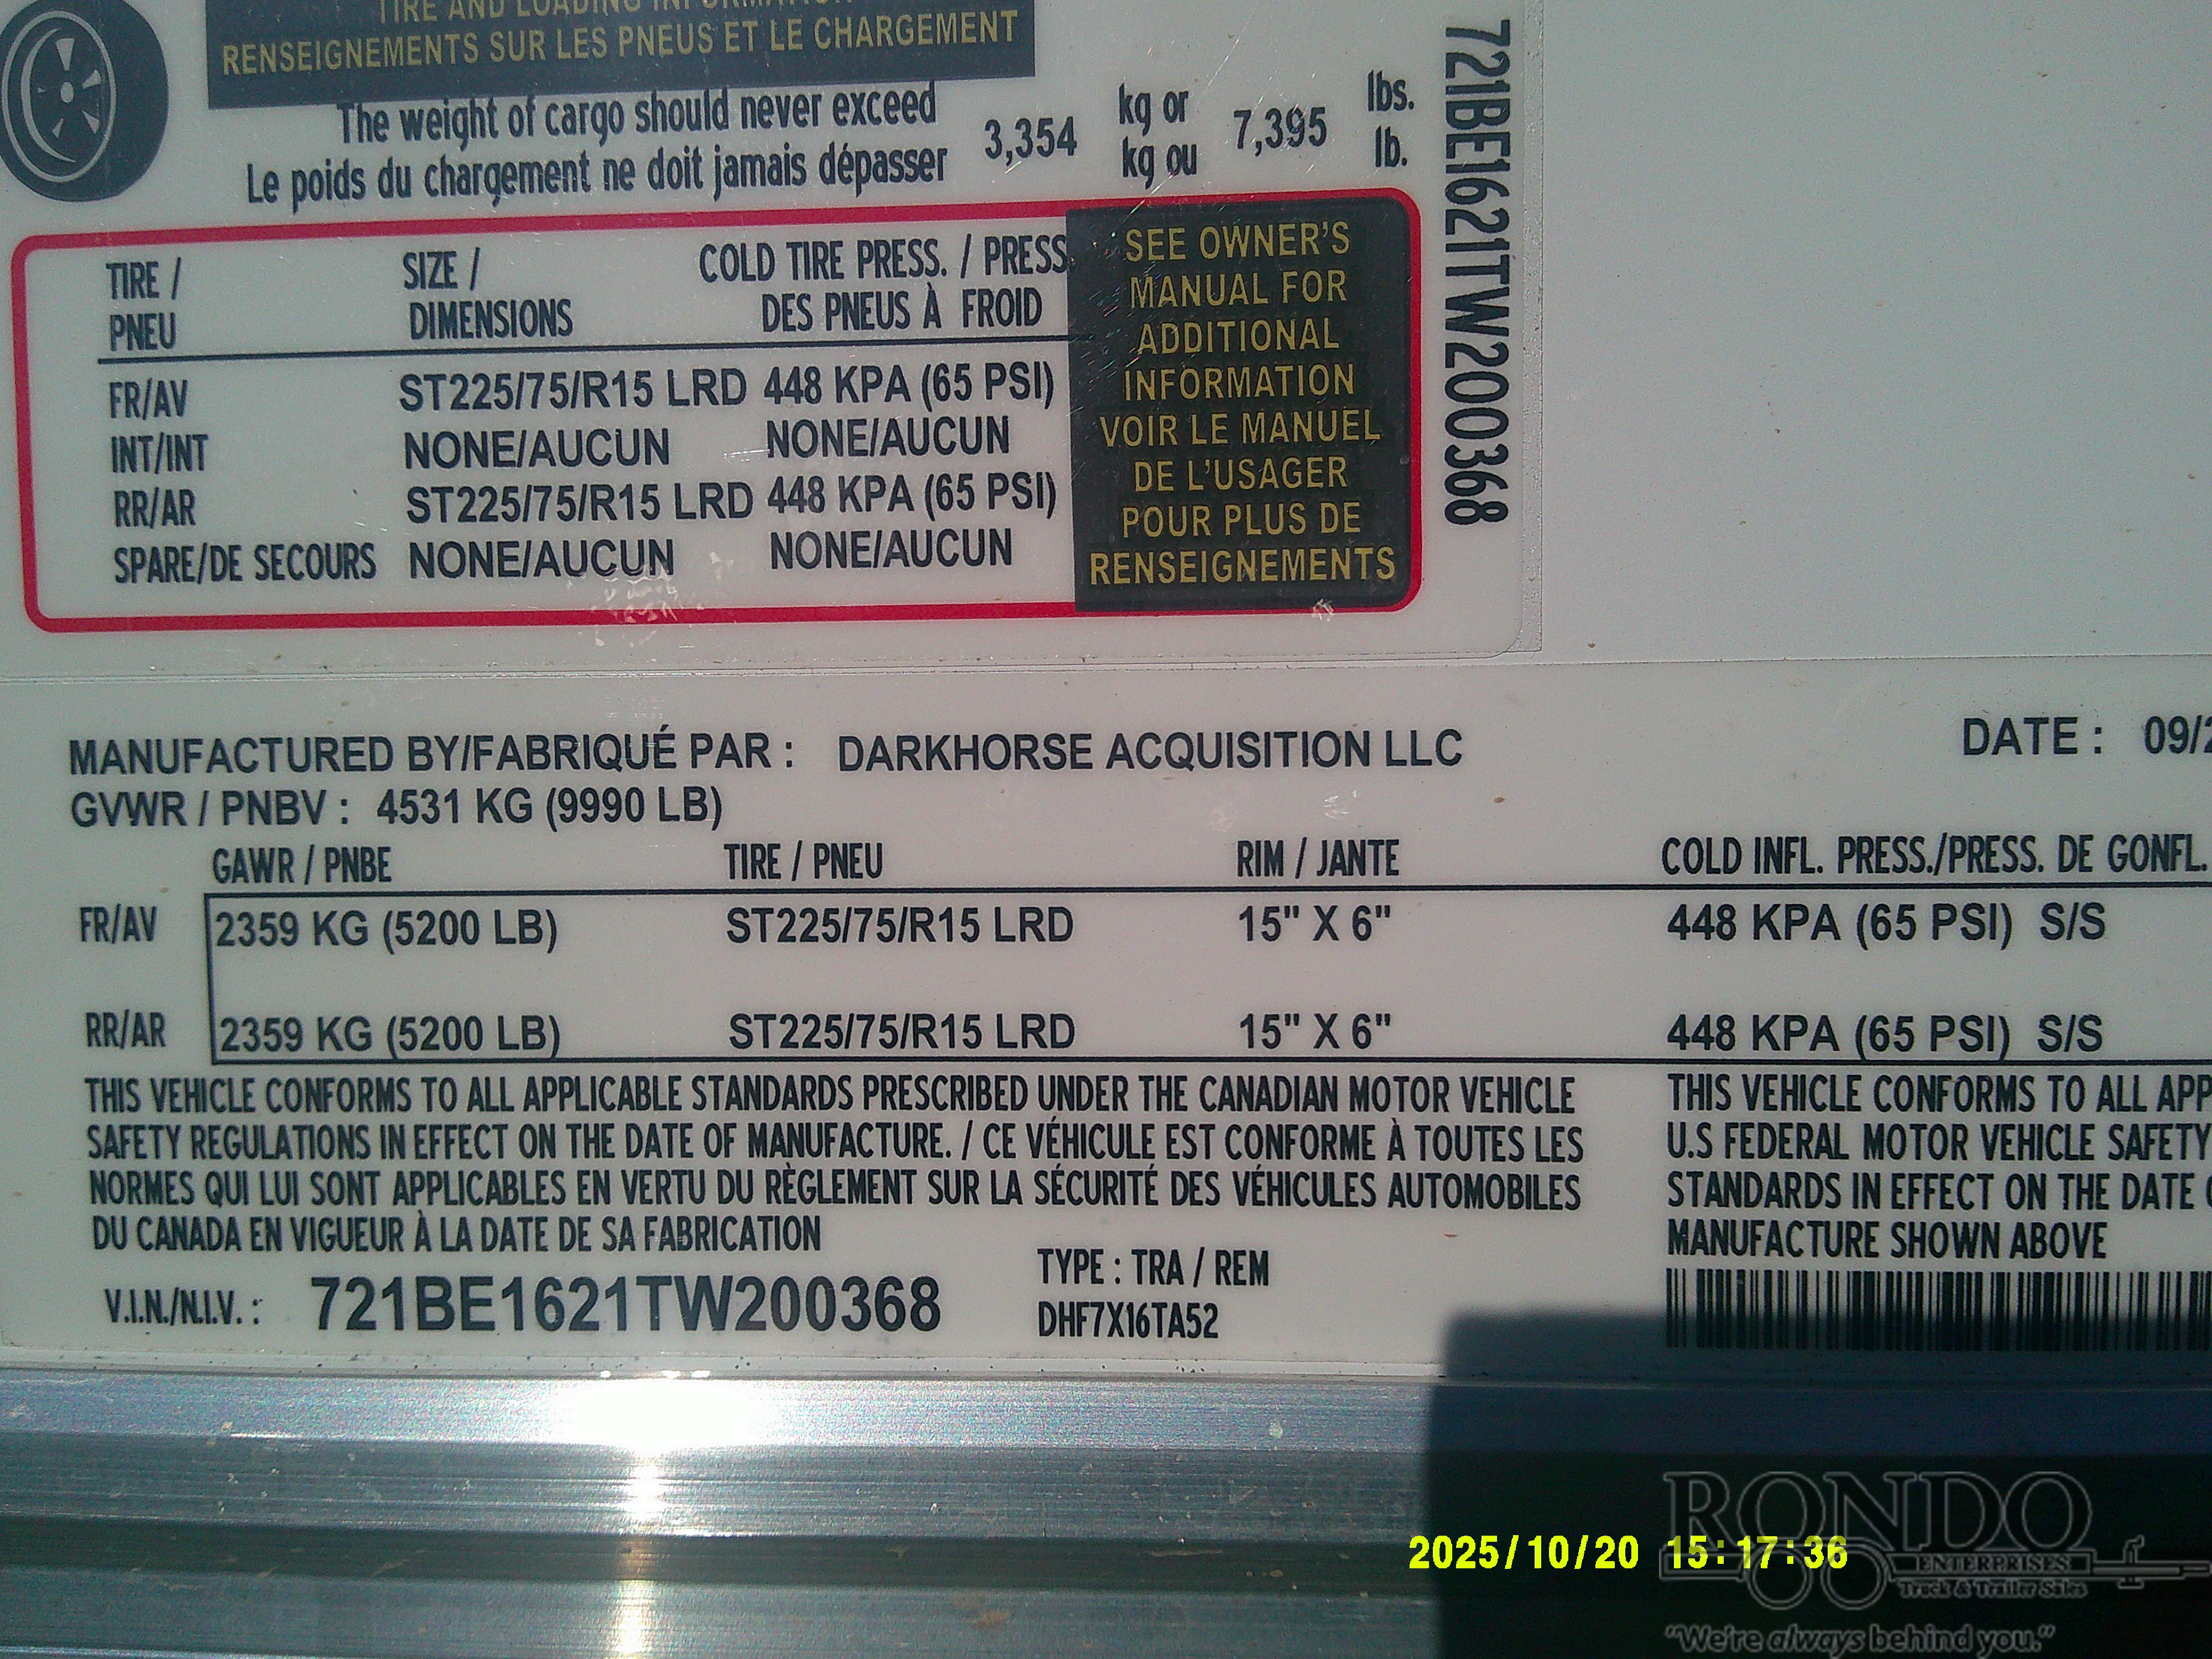 TIRE AND LOADING INFORMATION
RENSEIGNEMENTS SUR LES PNEUS ET LE CHARGEMENT
The weight of cargo should never exceed
Le poids du chargement ne doit jamais dépasser
3,354
kg or
kg ou
7,395
lbs.
lb.
721BE1621TW200368
TIRE /
PNEU
SIZE /
DIMENSIONS
COLD TIRE PRESS. / PRESS.
DES PNEUS À FROID
FR/AV ST225/75/R15 LRD 448 KPA (65 PSI)
INT/INT NONE/AUCUN NONE/AUCUN
RR/AR ST225/75/R15 LRD 448 KPA (65 PSI)
SPARE/DE SECOURS NONE/AUCUN NONE/AUCUN
SEE OWNER'S
MANUAL FOR
ADDITIONAL
INFORMATION
VOIR LE MANUEL
DE L'USAGER
POUR PLUS DE
RENSEIGNEMENTS
MANUFACTURED BY/FABRIQUÉ PAR : DARKHORSE ACQUISITION LLC
DATE : 09/2
GVWR / PNBV : 4531 KG (9990 LB)
GAWR / PNBE TIRE / PNEU RIM / JANTE COLD INFL. PRESS./PRESS. DE GONFL.
FR/AV 2359 KG (5200 LB) ST225/75/R15 LRD 15" X 6" 448 KPA (65 PSI) S/S
RR/AR 2359 KG (5200 LB) ST225/75/R15 LRD 15" X 6" 448 KPA (65 PSI) S/S
THIS VEHICLE CONFORMS TO ALL APPLICABLE STANDARDS PRESCRIBED UNDER THE CANADIAN MOTOR VEHICLE
SAFETY REGULATIONS IN EFFECT ON THE DATE OF MANUFACTURE. / CE VÉHICULE EST CONFORME À TOUTES LES
NORMES QUI LUI SONT APPLICABLES EN VERTU DU RÈGLEMENT SUR LA SÉCURITÉ DES VÉHICULES AUTOMOBILES
DU CANADA EN VIGUEUR À LA DATE DE SA FABRICATION
THIS VEHICLE CONFORMS TO ALL APP
U.S FEDERAL MOTOR VEHICLE SAFETY
STANDARDS IN EFFECT ON THE DATE
MANUFACTURE SHOWN ABOVE
V.I.N./N.I.V. : 721BE1621TW200368
TYPE : TRA / REM
DHF7X16TA52
2025/10/20 15:17:36
RONDO
ENTERPRISES
Truck & Trailer Sales
"We're always behind you."